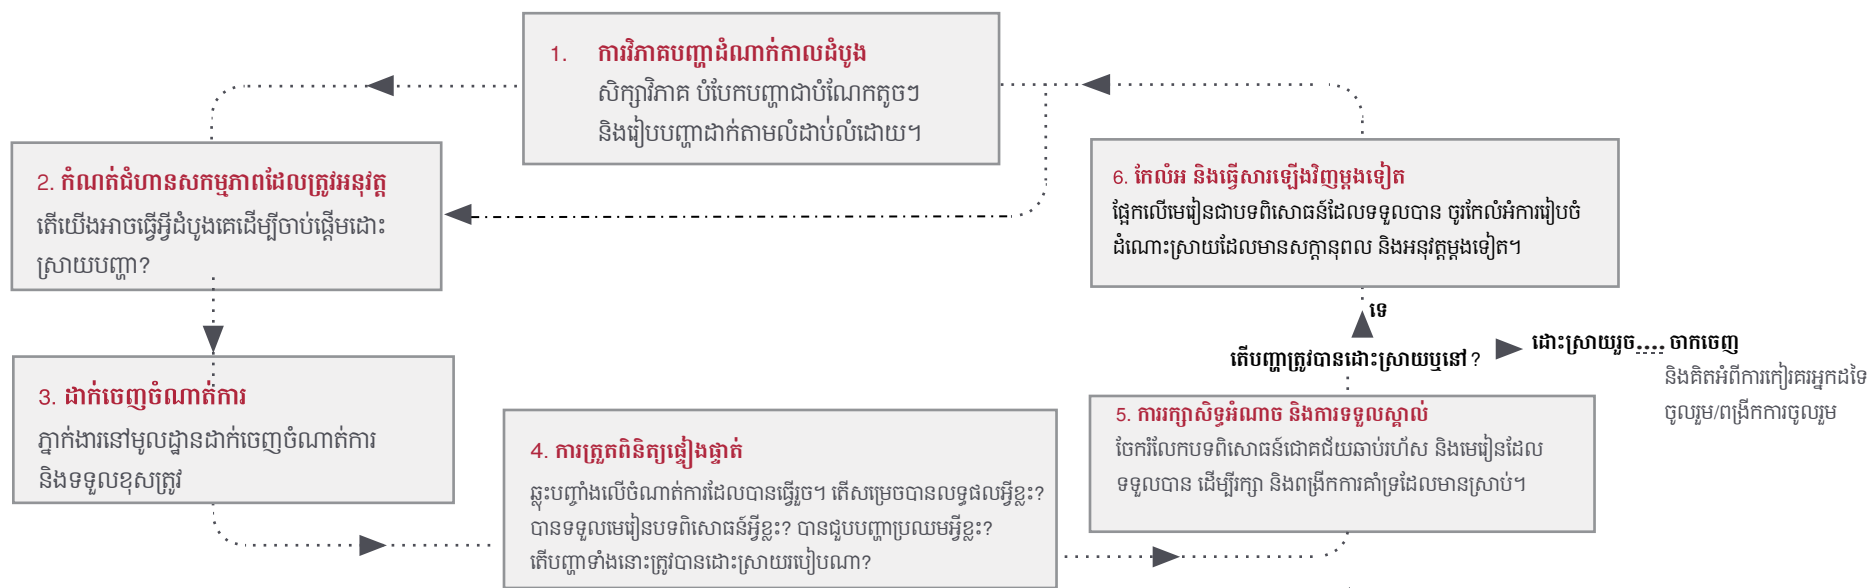 1. ការវិភាគបញ្ហាដំណាក់កាលដំបូង
សិក្សាវិភាគ បំបែកបញ្ហាជាបំណែកតូចៗ
និងរៀបបញ្ហាដាក់តាមលំដាប់លំដោយ។
2. កំណត់ជំហានសកម្មភាពដែលត្រូវអនុវត្ត
តើយើងអាចធ្វើអ្វីដំបូងគេដើម្បីចាប់ផ្តើមដោះ
ស្រាយបញ្ហា?
3. ដាក់ចេញចំណាត់ការ
ភ្នាក់ងារនៅមូលដ្ឋានដាក់ចេញចំណាត់ការ
និងទទួលខុសត្រូវ
4. ការត្រួតពិនិត្យផ្ទៀងផ្ទាត់
ឆ្លុះបញ្ចាំងលើចំណាត់ការដែលបានធ្វើរួច។ តើសម្រេចបានលទ្ធផលអ្វីខ្លះ?
បានទទួលមេរៀនបទពិសោធន៍អ្វីខ្លះ? បានជួបបញ្ហាប្រឈមអ្វីខ្លះ?
តើបញ្ហាទាំងនោះត្រូវបានដោះស្រាយរបៀបណា?
5. ការរក្សាសិទ្ធអំណាច និងការទទួលស្គាល់
ចែករំលែកបទពិសោធន៍ជោគជ័យឆាប់រហ័ស និងមេរៀនដែល
ទទួលបាន ដើម្បីរក្សា និងពង្រីកការគាំទ្រដែលមានស្រាប់។
តើបញ្ហាត្រូវបានដោះស្រាយឬនៅ?
ទេ
ដោះស្រាយរួច.... ចាកចេញ
និងគិតអំពីការកៀរគរអ្នកដទៃ
ចូលរួម/ពង្រីកការចូលរួម
6. កែលំអ និងធ្វើសារឡើងវិញម្តងទៀត
ផ្អែកលើមេរៀនជាបទពិសោធន៍ដែលទទួលបាន ចូរកែលំអំការរៀបចំ
ដំណោះស្រាយដែលមានសក្តានុពល និងអនុវត្តម្តងទៀត។